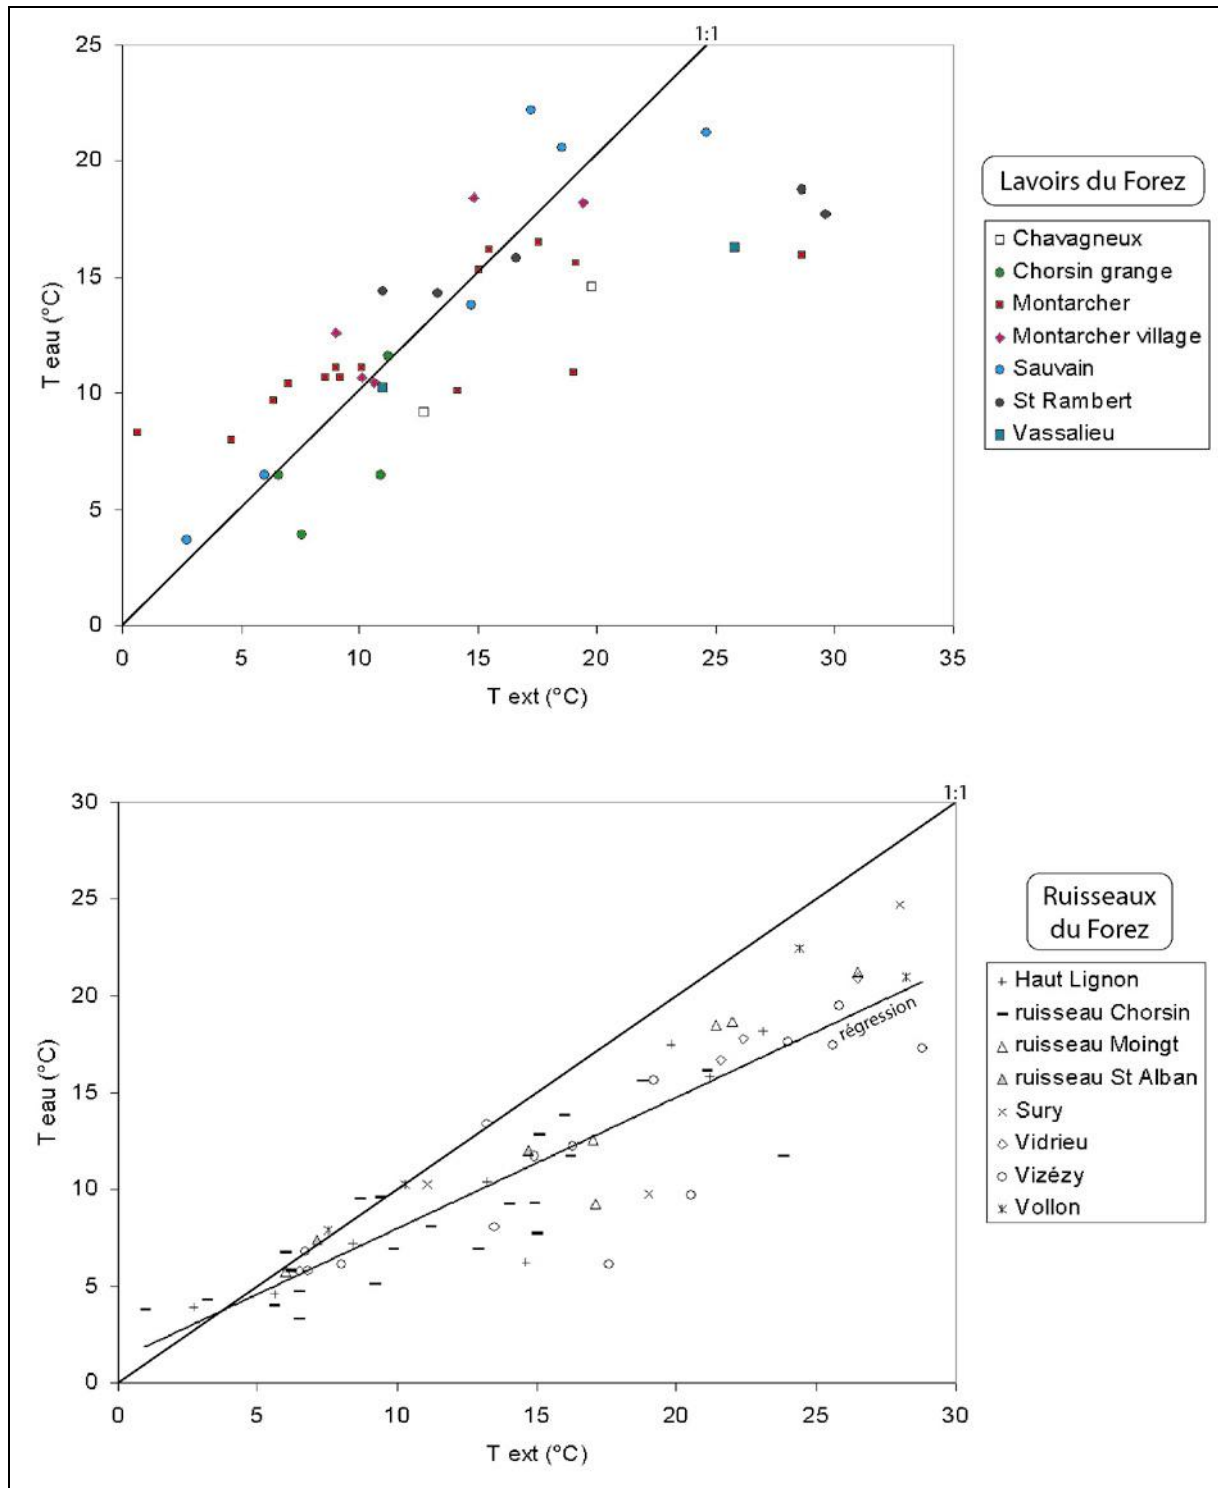 1:1
25
20
15
10
5
0
T eau (°C)
0 5 10 15 20 25 30 35
T ext (°C)
Lavoirs du Forez
Chavagneux
Chorsin grange
Montarcher
Montarcher village
Sauvain
St Rambert
Vassalieu
1:1
30
25
20
15
10
5
0
T eau (°C)
régression
0 5 10 15 20 25 30
T ext (°C)
Ruisseaux
du Forez
Haut Lignon
ruisseau Chorsin
ruisseau Moingt
ruisseau St Alban
Sury
Vidrieu
Vizézy
Vollon